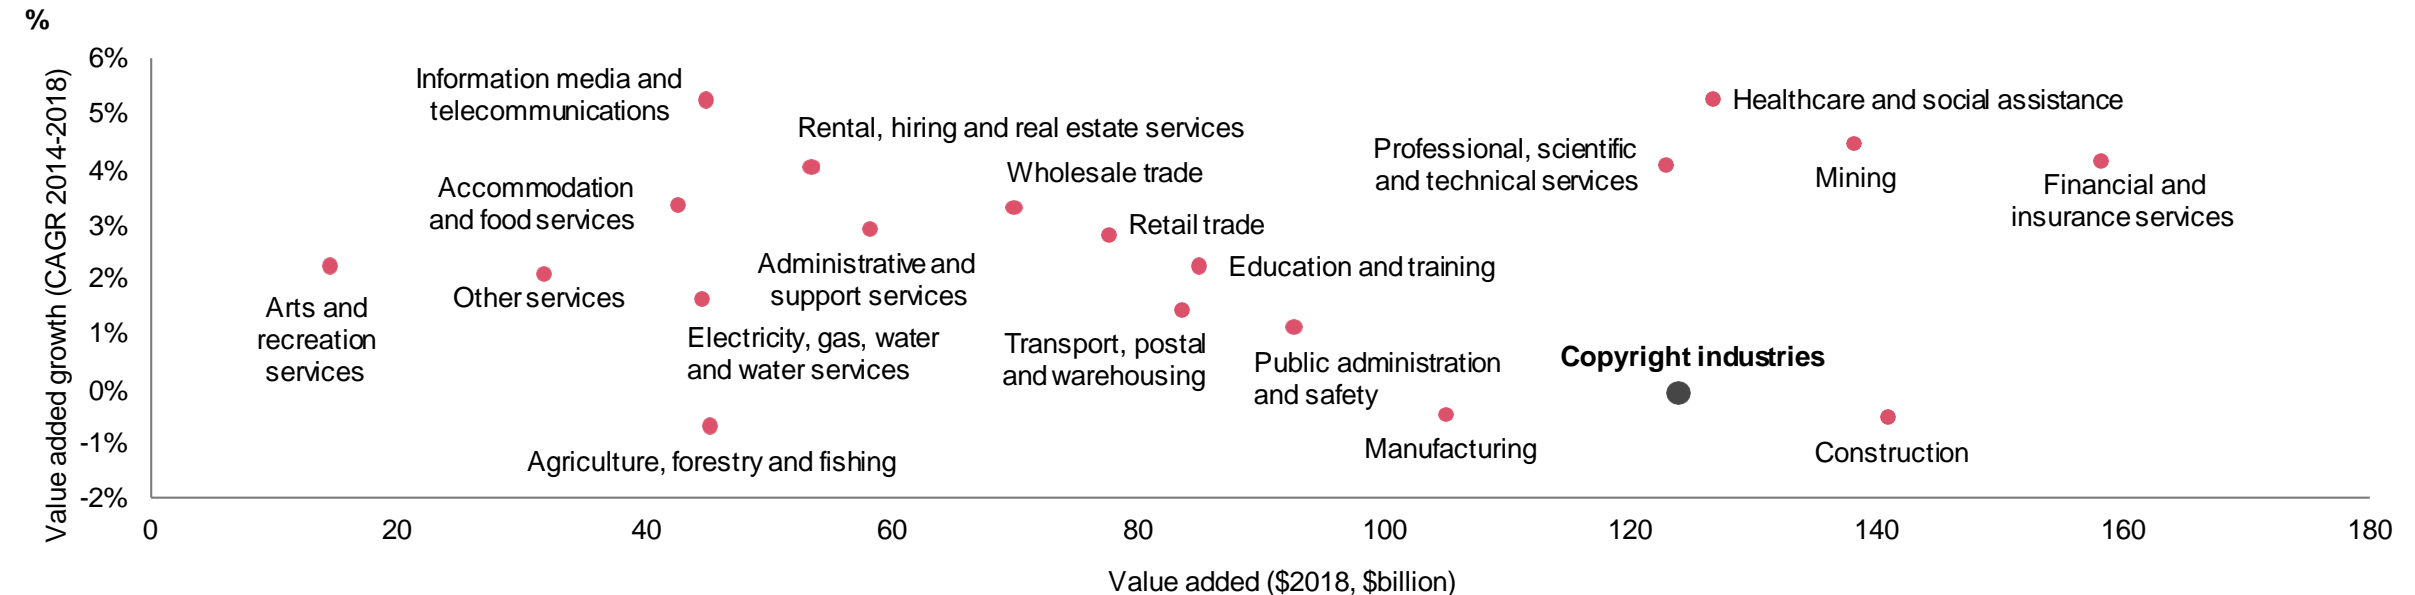 %
Value added growth (CAGR 2014-2018)
6%
5%
4%
3%
2%
1%
0%
-1%
-2%
Information media and
telecommunications
Healthcare and social assistance
Rental, hiring and real estate services
Professional, scientific
and technical services
Wholesale trade
Mining
Financial and
insurance services
Accommodation
and food services
Retail trade
Administrative and
support services
Education and training
Arts and
recreation
services
Other services
Electricity, gas, water
and water services
Transport, postal
and warehousing
Public administration
and safety
Copyright industries
Agriculture, forestry and fishing
Manufacturing
Construction
0
20
40
60
80
100
120
140
160
180
Value added ($2018, $billion)